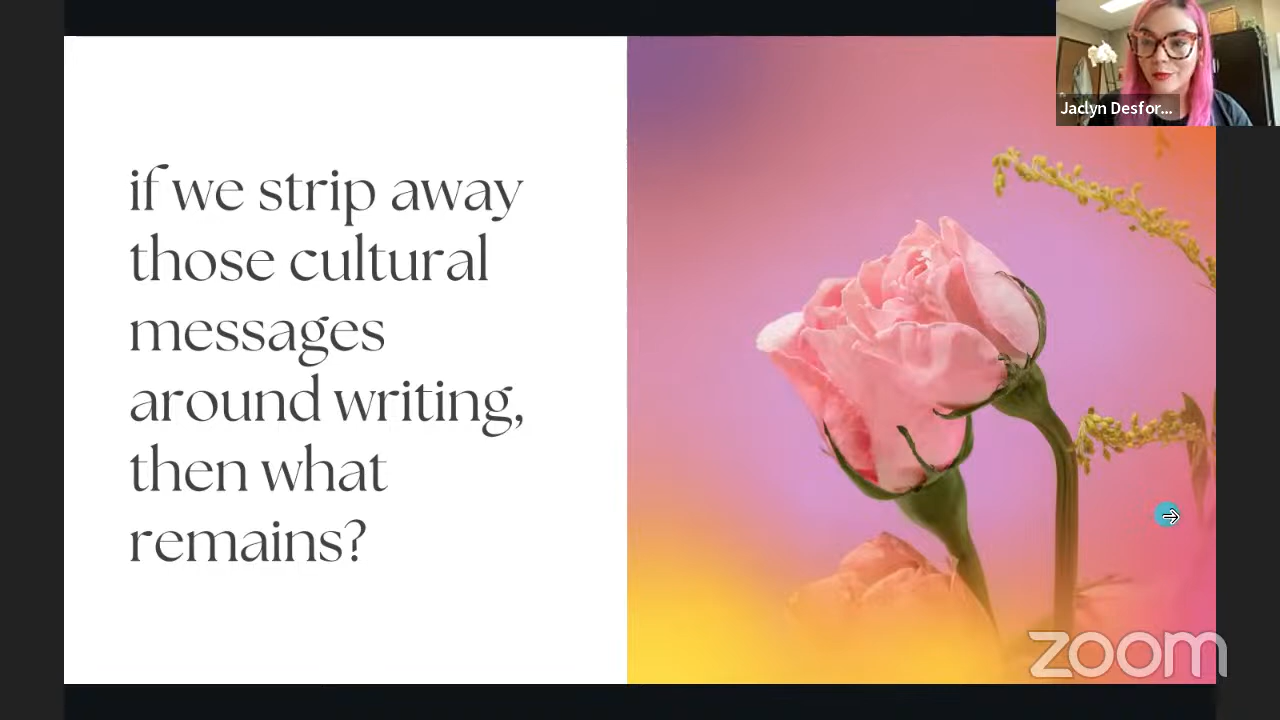 Jaclyn Desfor...
if we strip away
those cultural
messages
around writing,
then what
remains?
zoom